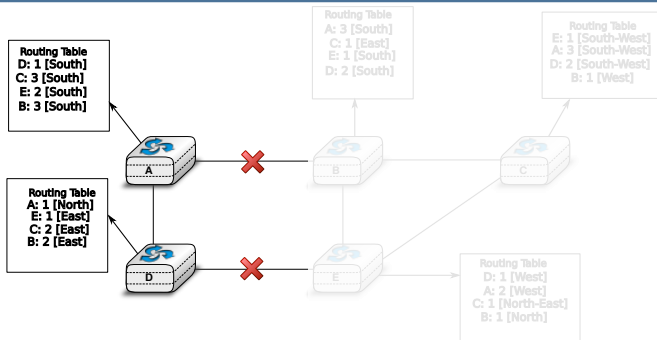 Routing Table
A: 3 [South]
C: 1 [East]
E: 1 [South]
D: 2 [South]
Routing Table
E: 1 [South-West]
A: 3 [South-West]
D: 2 [South-West]
B: 1 [West]
Routing Table
D: 1 [South]
C: 3 [South]
E: 2 [South]
B: 3 [South]
A
B
C
Routing Table
A: 1 [North]
E: 1 [East]
C: 2 [East]
B: 2 [East]
D
E
Routing Table
D: 1 [West]
A: 2 [West]
C: 1 [North-East]
B: 1 [North]